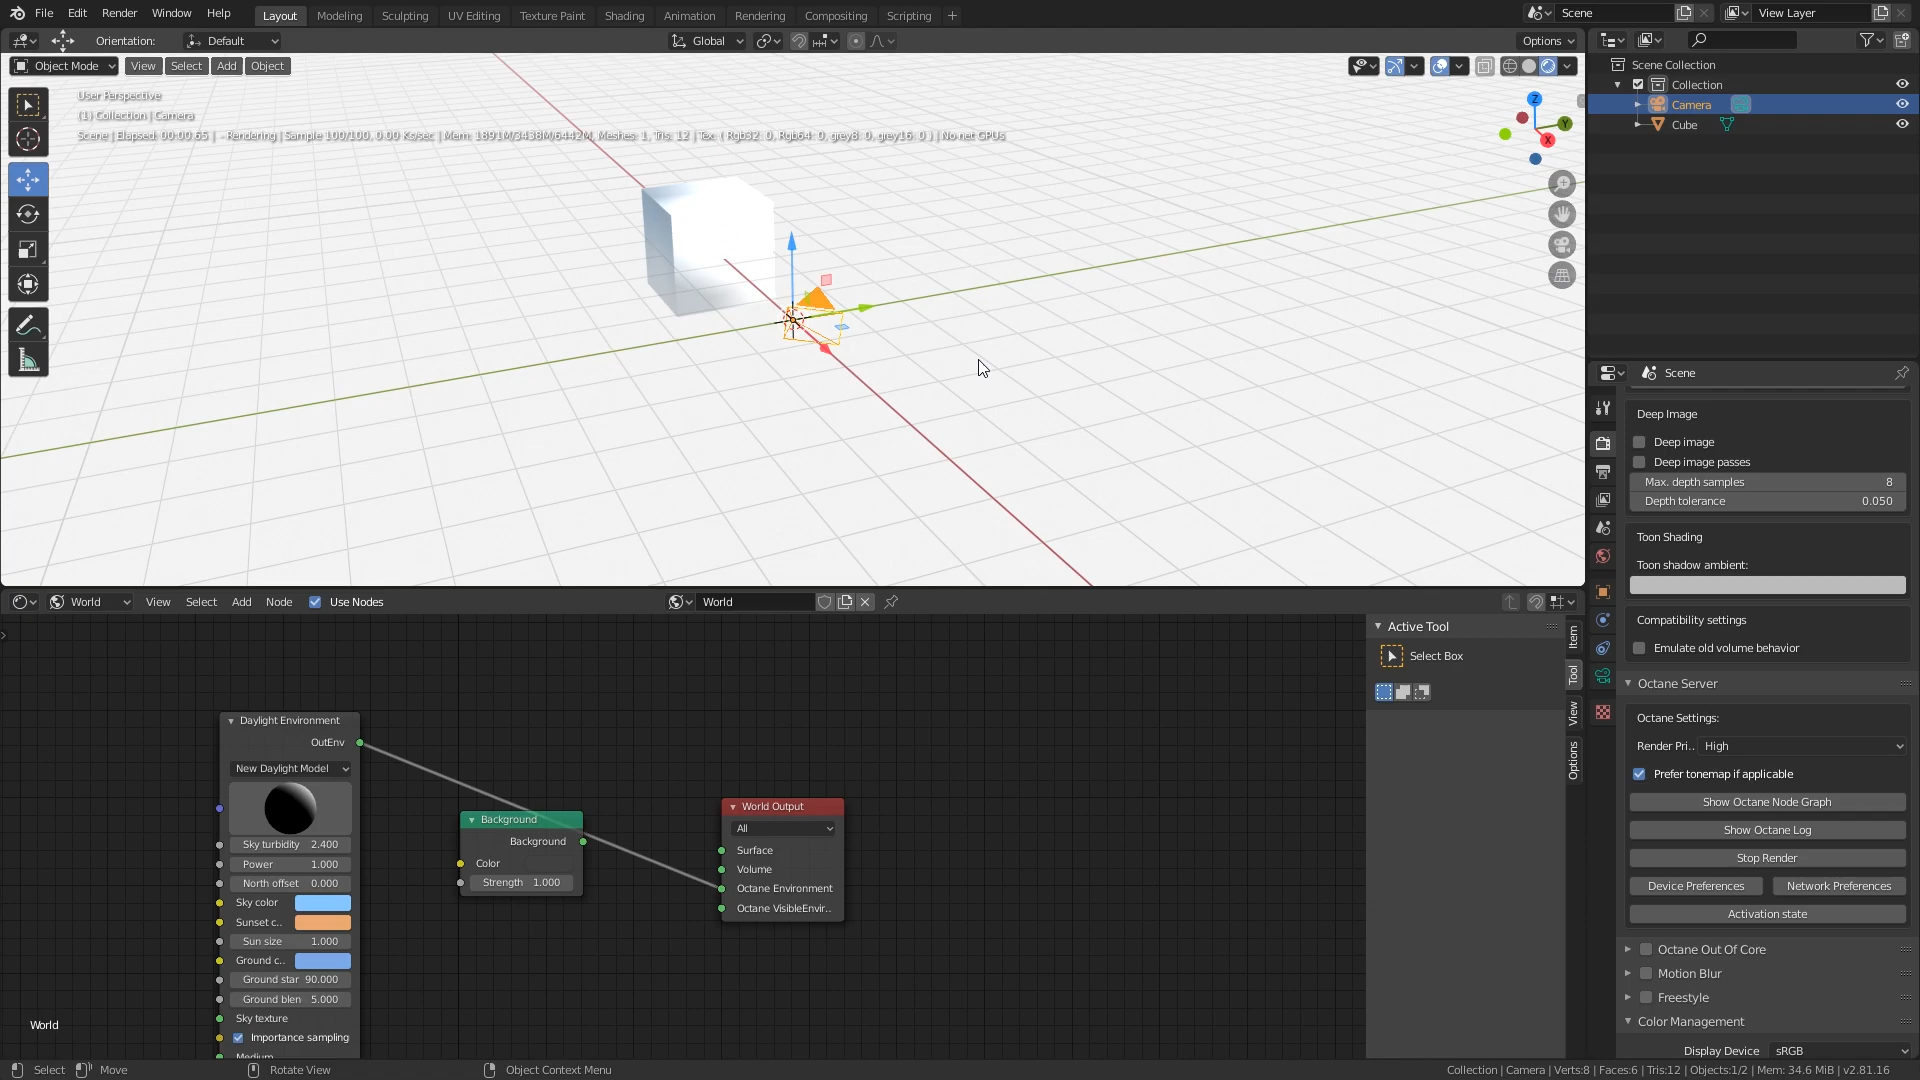 File Edit Render Window Help Layout Modeling Sculpting UV Editing Texture Paint Shading Animation Rendering Compositing Scripting + Scene View Layer
Orientation: Default Global Options
Object Mode View Select Add Object
User Perspective
(1) Collection | Camera
Scene | Elapsed: 00:00.65 | - Rendering | Sample 100/100, 0.00 Ks/sec | Mem: 1891M/3438M/6442M, Meshes: 1, Tris: 12 | Tex: ( Rgb32: 0, Rgb64: 0, grey8: 0, grey16: 0 ) | No net GPUs
Z
Y
X
Scene Collection
Collection
Camera
Cube
Scene
Deep Image
Deep image
Deep image passes
Max. depth samples 8
Depth tolerance 0.050
Toon Shading
Toon shadow ambient:
Compatibility settings
Emulate old volume behavior
Octane Server
Octane Settings:
Render Pri.. High
Prefer tonemap if applicable
Show Octane Node Graph
Show Octane Log
Stop Render
Device Preferences Network Preferences
Activation state
Octane Out Of Core
Motion Blur
Freestyle
Color Management
Display Device sRGB
World View Select Add Node Use Nodes World
Active Tool
Select Box
Item
Tool
View
Options
Daylight Environment
OutEnv
New Daylight Model
Sky turbidity 2.400
Power 1.000
North offset 0.000
Sky color
Sunset c..
Sun size 1.000
Ground c..
Ground star 90.000
Ground blen 5.000
Sky texture
Importance sampling
Medium
Background
Background
Color
Strength 1.000
World Output
All
Surface
Volume
Octane Environment
Octane VisibleEnvir..
World
Select Move Rotate View Object Context Menu Collection | Camera | Verts:8 | Faces:6 | Tris:12 | Objects:1/2 | Mem: 34.6 MiB | v2.81.16